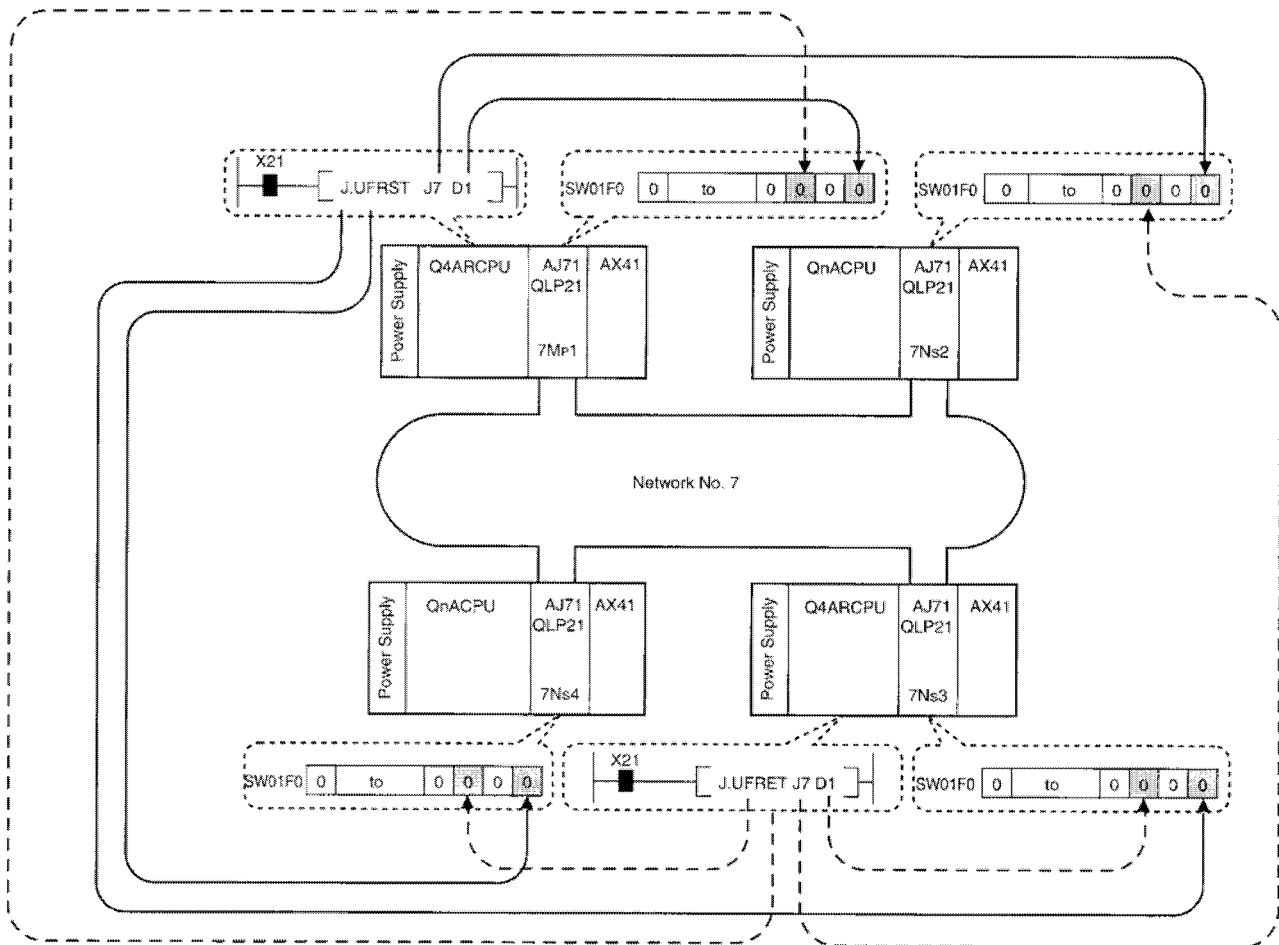 X21
J.UFRST J7 D1
SW01F0 0 to 0 0 0 0
SW01F0 0 to 0 0 0 0
Power Supply
Q4ARCPU
AJ71
QLP21
7MP1
AX41
Power Supply
QnACPU
AJ71
QLP21
7NS2
AX41
Network No. 7
Power Supply
QnACPU
AJ71
QLP21
7NS4
AX41
Power Supply
Q4ARCPU
AJ71
QLP21
7NS3
AX41
SW01F0 0 to 0 0 0 0
X21
J.UFRET J7 D1
SW01F0 0 to 0 0 0 0